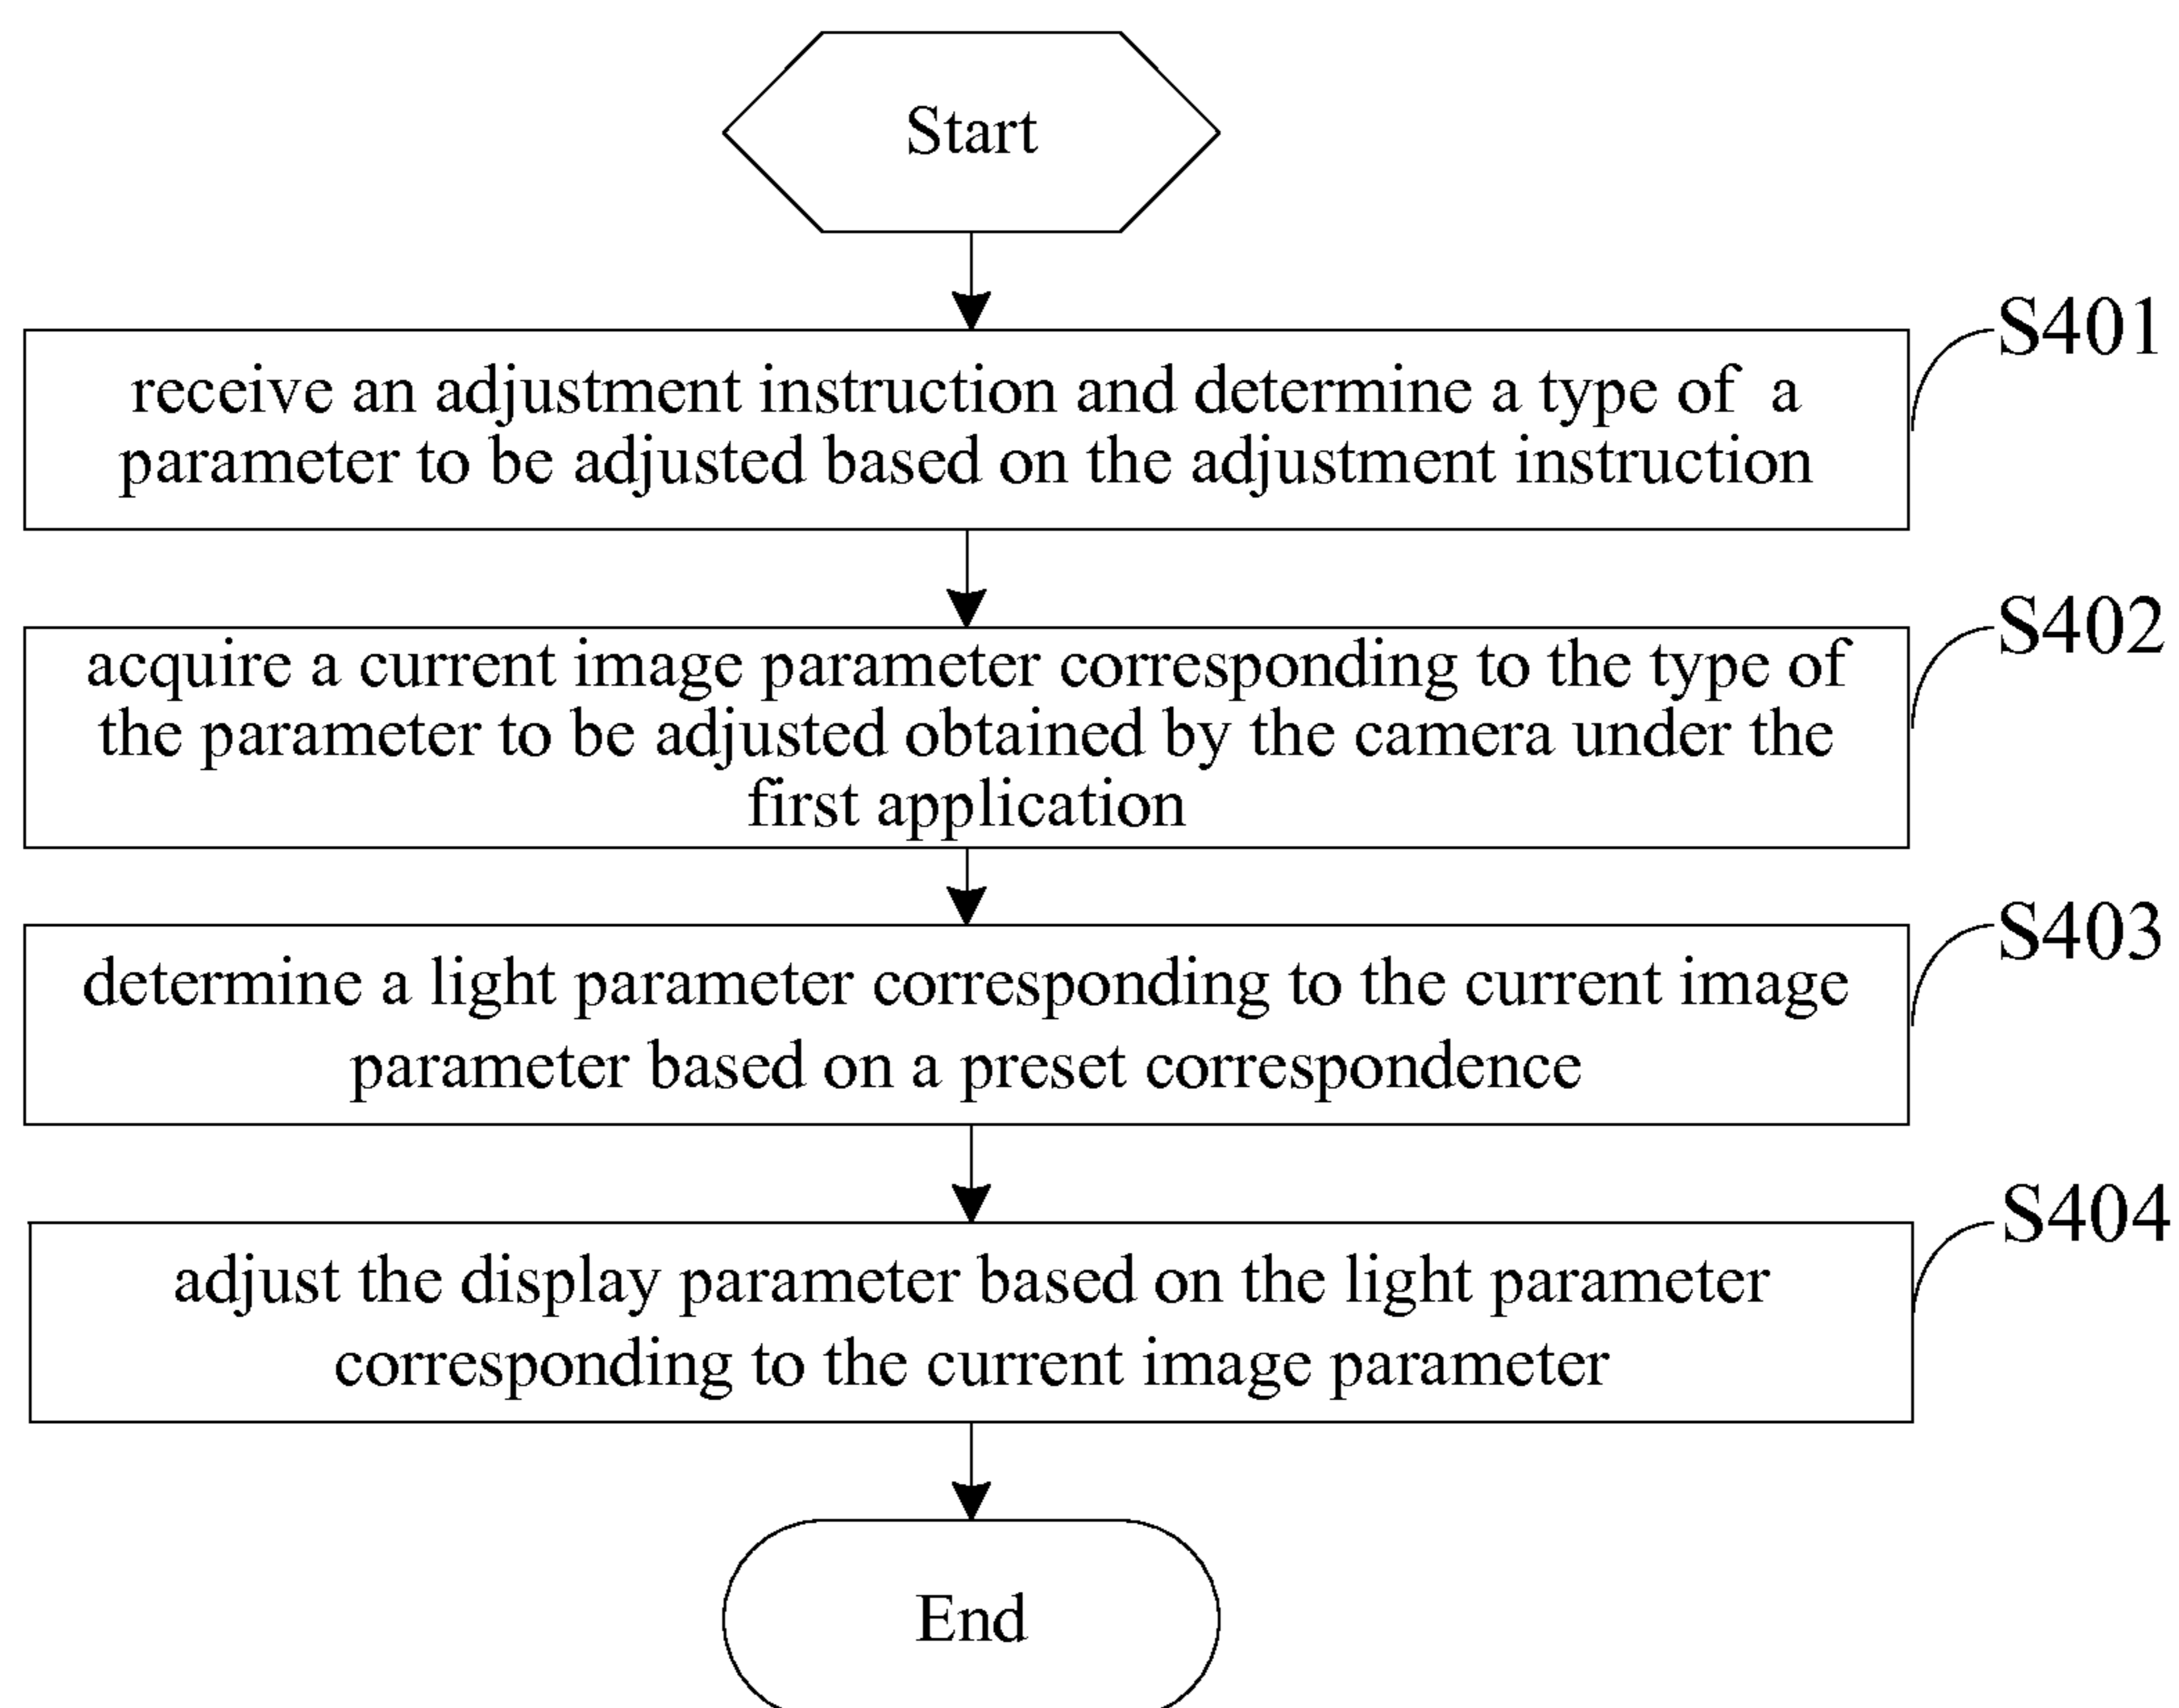 Start
S401
receive an adjustment instruction and determine a type of a
parameter to be adjusted based on the adjustment instruction
S402
acquire a current image parameter corresponding to the type of
the parameter to be adjusted obtained by the camera under the
first application
S403
determine a light parameter corresponding to the current image
parameter based on a preset correspondence
S404
adjust the display parameter based on the light parameter
corresponding to the current image parameter
End